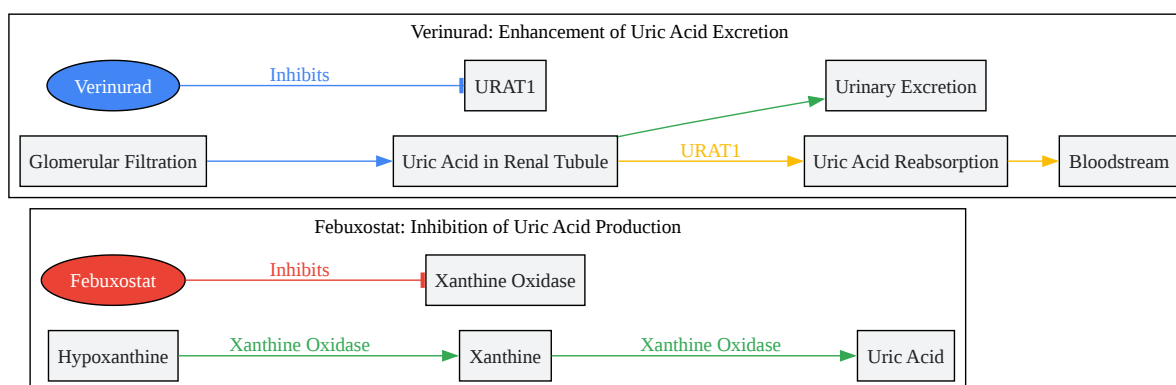 Verinurad: Enhancement of Uric Acid Excretion
Verinurad
Inhibits
URAT1
Urinary Excretion
Glomerular Filtration
Uric Acid in Renal Tubule
URAT1
Uric Acid Reabsorption
Bloodstream
Febuxostat: Inhibition of Uric Acid Production
Febuxostat
Inhibits
Xanthine Oxidase
Hypoxanthine
Xanthine Oxidase
Xanthine
Xanthine Oxidase
Uric Acid